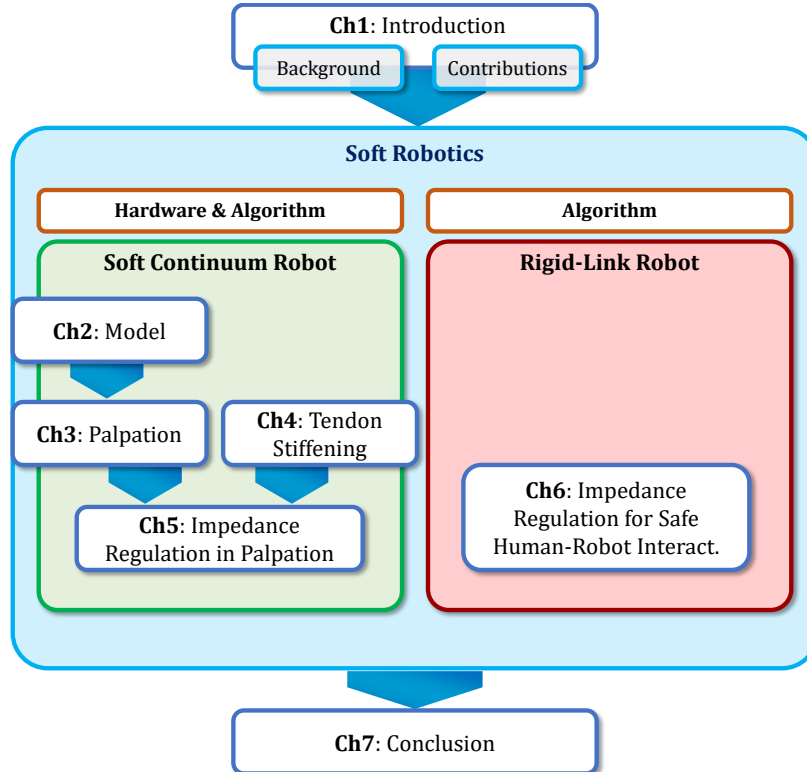 Ch1: Introduction
Background
Contributions
Soft Robotics
Hardware & Algorithm
Algorithm
Soft Continuum Robot
Rigid-Link Robot
Ch2: Model
Ch3: Palpation
Ch4: Tendon
Stiffening
Ch5: Impedance
Regulation in Palpation
Ch6: Impedance
Regulation for Safe
Human-Robot Interact.
Ch7: Conclusion